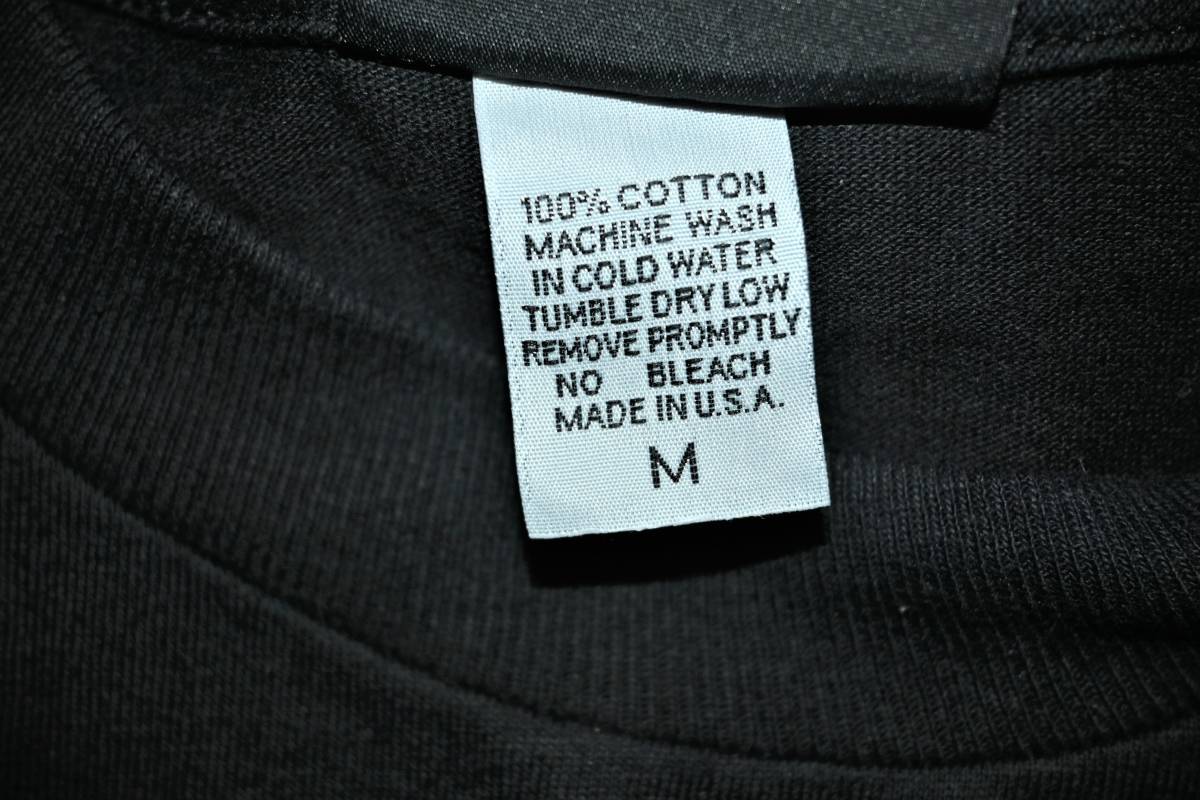 100% COTTON
MACHINE WASH
IN COLD WATER
TUMBLE DRY LOW
REMOVE PROMPTLY
NO BLEACH
MADE IN U.S.A.
M